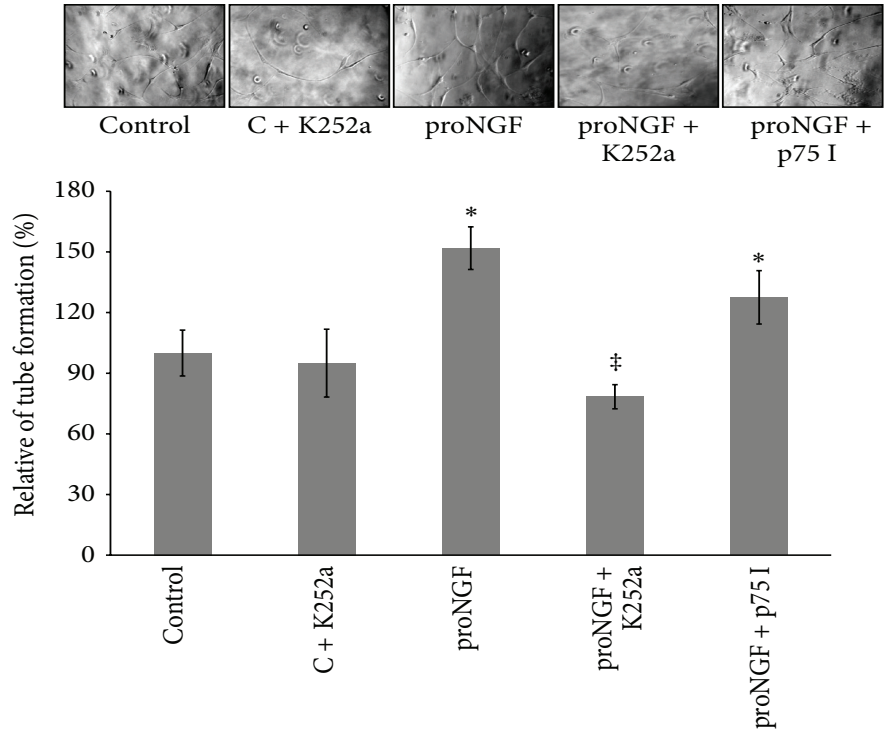 Control
C + K252a
proNGF
proNGF +
K252a
proNGF +
p75 I
Relative of tube formation (%)
180
150
120
90
60
30
0
*
‡
*
Control
C + K252a
proNGF
proNGF +
K252a
proNGF + p75 I